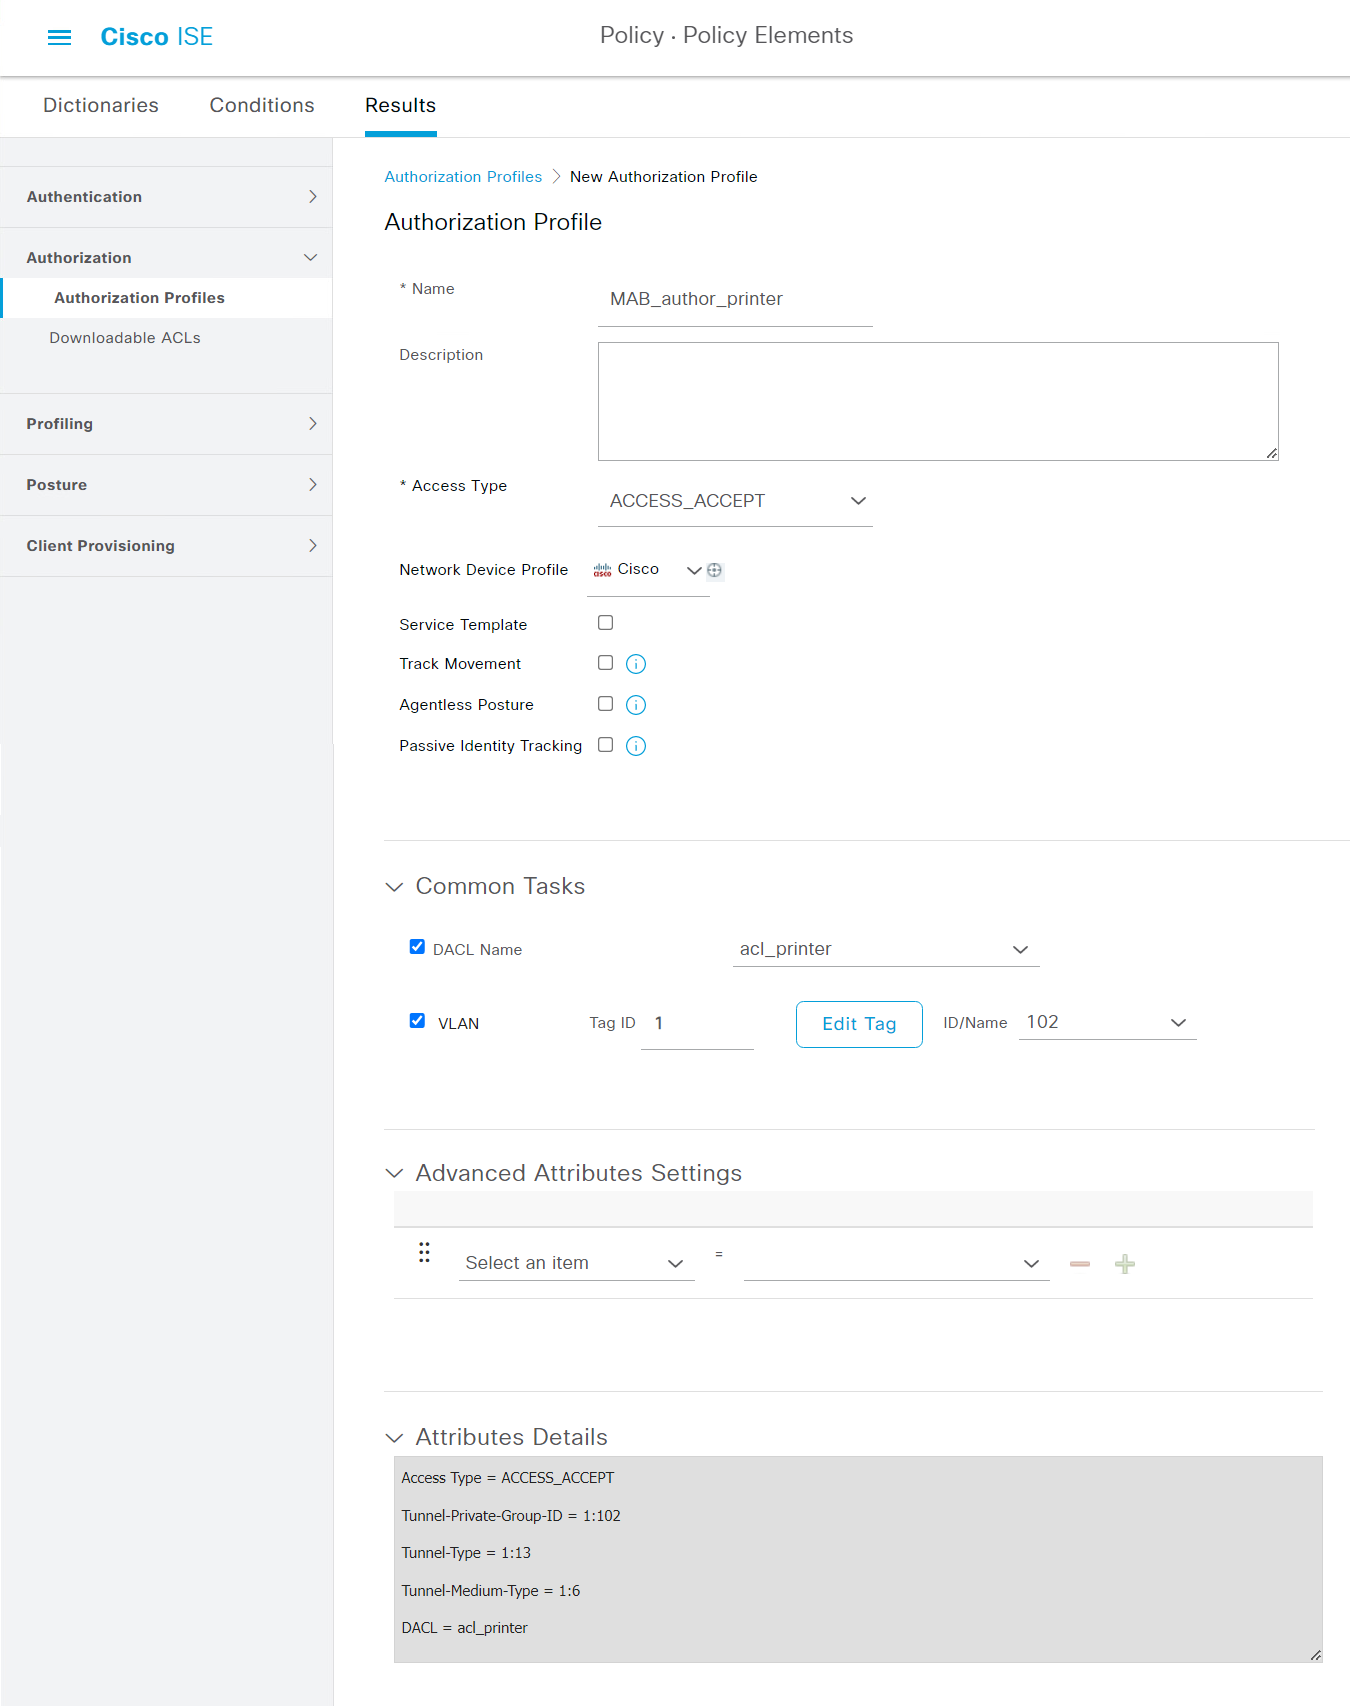 Cisco ISE
Policy · Policy Elements
Dictionaries Conditions Results
Authentication
Authorization
Authorization Profiles
Downloadable ACLs
Profiling
Posture
Client Provisioning
Authorization Profiles > New Authorization Profile
Authorization Profile
* Name MAB_author_printer
Description
* Access Type ACCESS_ACCEPT
Network Device Profile CISCO Cisco
Service Template
Track Movement
Agentless Posture
Passive Identity Tracking
Common Tasks
DACL Name acl_printer
VLAN Tag ID 1 Edit Tag ID/Name 102
Advanced Attributes Settings
Select an item =
Attributes Details
Access Type = ACCESS_ACCEPT
Tunnel-Private-Group-ID = 1:102
Tunnel-Type = 1:13
Tunnel-Medium-Type = 1:6
DACL = acl_printer